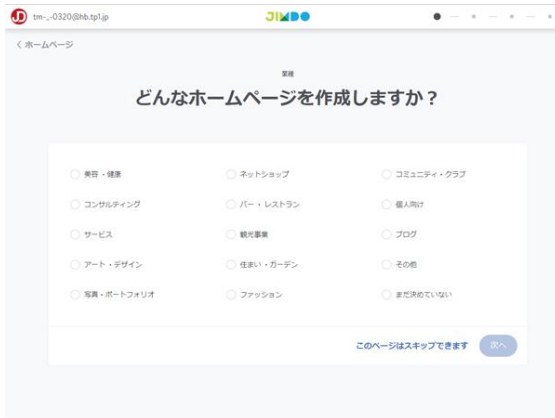 tm-_-0320@hb.tp1.jp
JIMDO
く ホームページ
業種
どんなホームページを作成しますか？
美容・健康
ネットショップ
コミュニティ・クラブ
コンサルティング
バー・レストラン
個人向け
サービス
観光事業
ブログ
アート・デザイン
住まい・ガーデン
その他
写真・ポートフォリオ
ファッション
まだ決めていない
このページはスキップできます
次へ